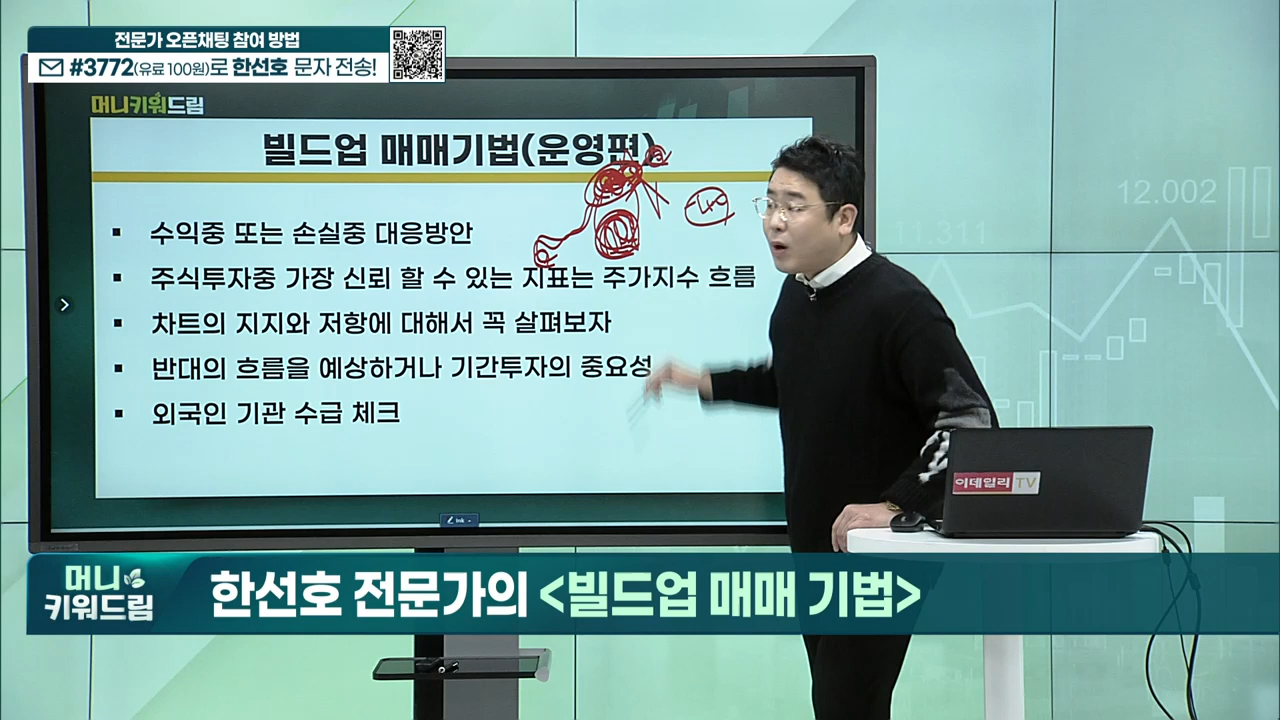 전문가 오픈채팅 참여 방법
#3772(유료 100원)로 한선호 문자 전송!
머니키워드림
빌드업 매매기법(운영편)
▪ 수익중 또는 손실중 대응방안
▪ 주식투자중 가장 신뢰 할 수 있는 지표는 주가지수 흐름
▪ 차트의 지지와 저항에 대해서 꼭 살펴보자
▪ 반대의 흐름을 예상하거나 기간투자의 중요성
▪ 외국인 기관 수급 체크
12.002
11.311
Ink
이데일리TV
머니
키워드림
한선호 전문가의 <빌드업 매매 기법>